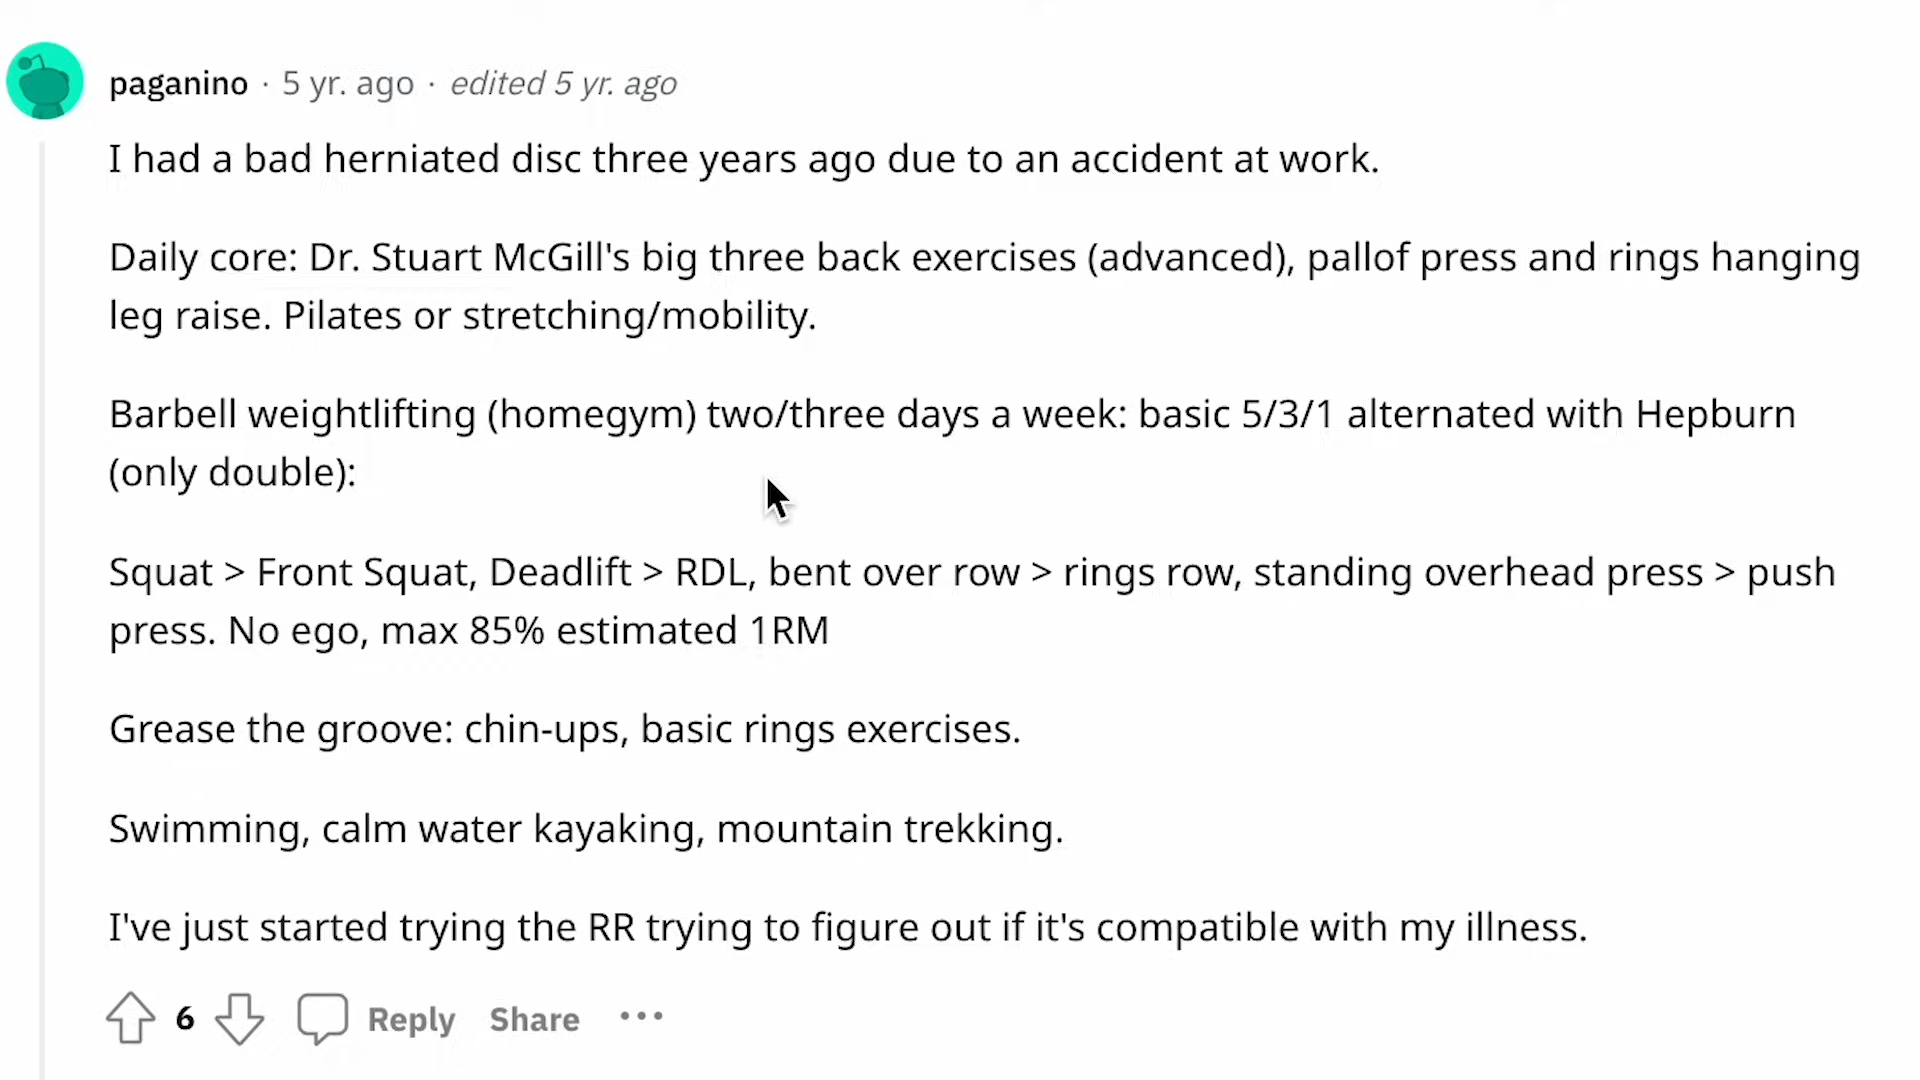 paganino · 5 yr. ago · edited 5 yr. ago
I had a bad herniated disc three years ago due to an accident at work.
Daily core: Dr. Stuart McGill's big three back exercises (advanced), pallof press and rings hanging
leg raise. Pilates or stretching/mobility.
Barbell weightlifting (homegym) two/three days a week: basic 5/3/1 alternated with Hepburn
(only double):
Squat > Front Squat, Deadlift > RDL, bent over row > rings row, standing overhead press > push
press. No ego, max 85% estimated 1RM
Grease the groove: chin-ups, basic rings exercises.
Swimming, calm water kayaking, mountain trekking.
I've just started trying the RR trying to figure out if it's compatible with my illness.
6 Reply Share ···